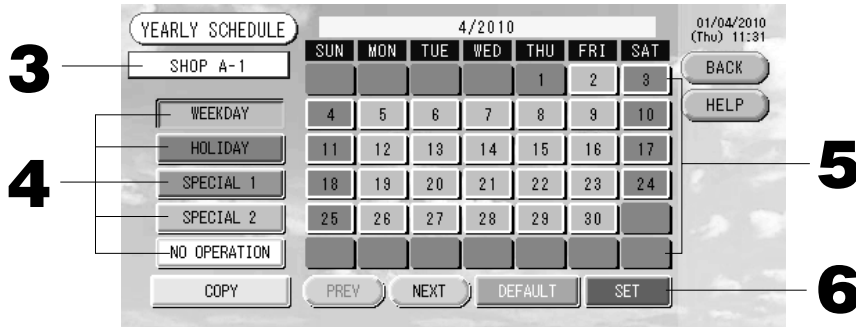 YEARLY SCHEDULE
4/2010
01/04/2010
(Thu) 11:31
3
SHOP A-1
SUN MON TUE WED THU FRI SAT
BACK
1 2 3
HELP
WEEKDAY
4 5 6 7 8 9 10
HOLIDAY
11 12 13 14 15 16 17
5
4
SPECIAL 1
18 19 20 21 22 23 24
SPECIAL 2
25 26 27 28 29 30
NO OPERATION
COPY
PREV NEXT DEFAULT SET
6